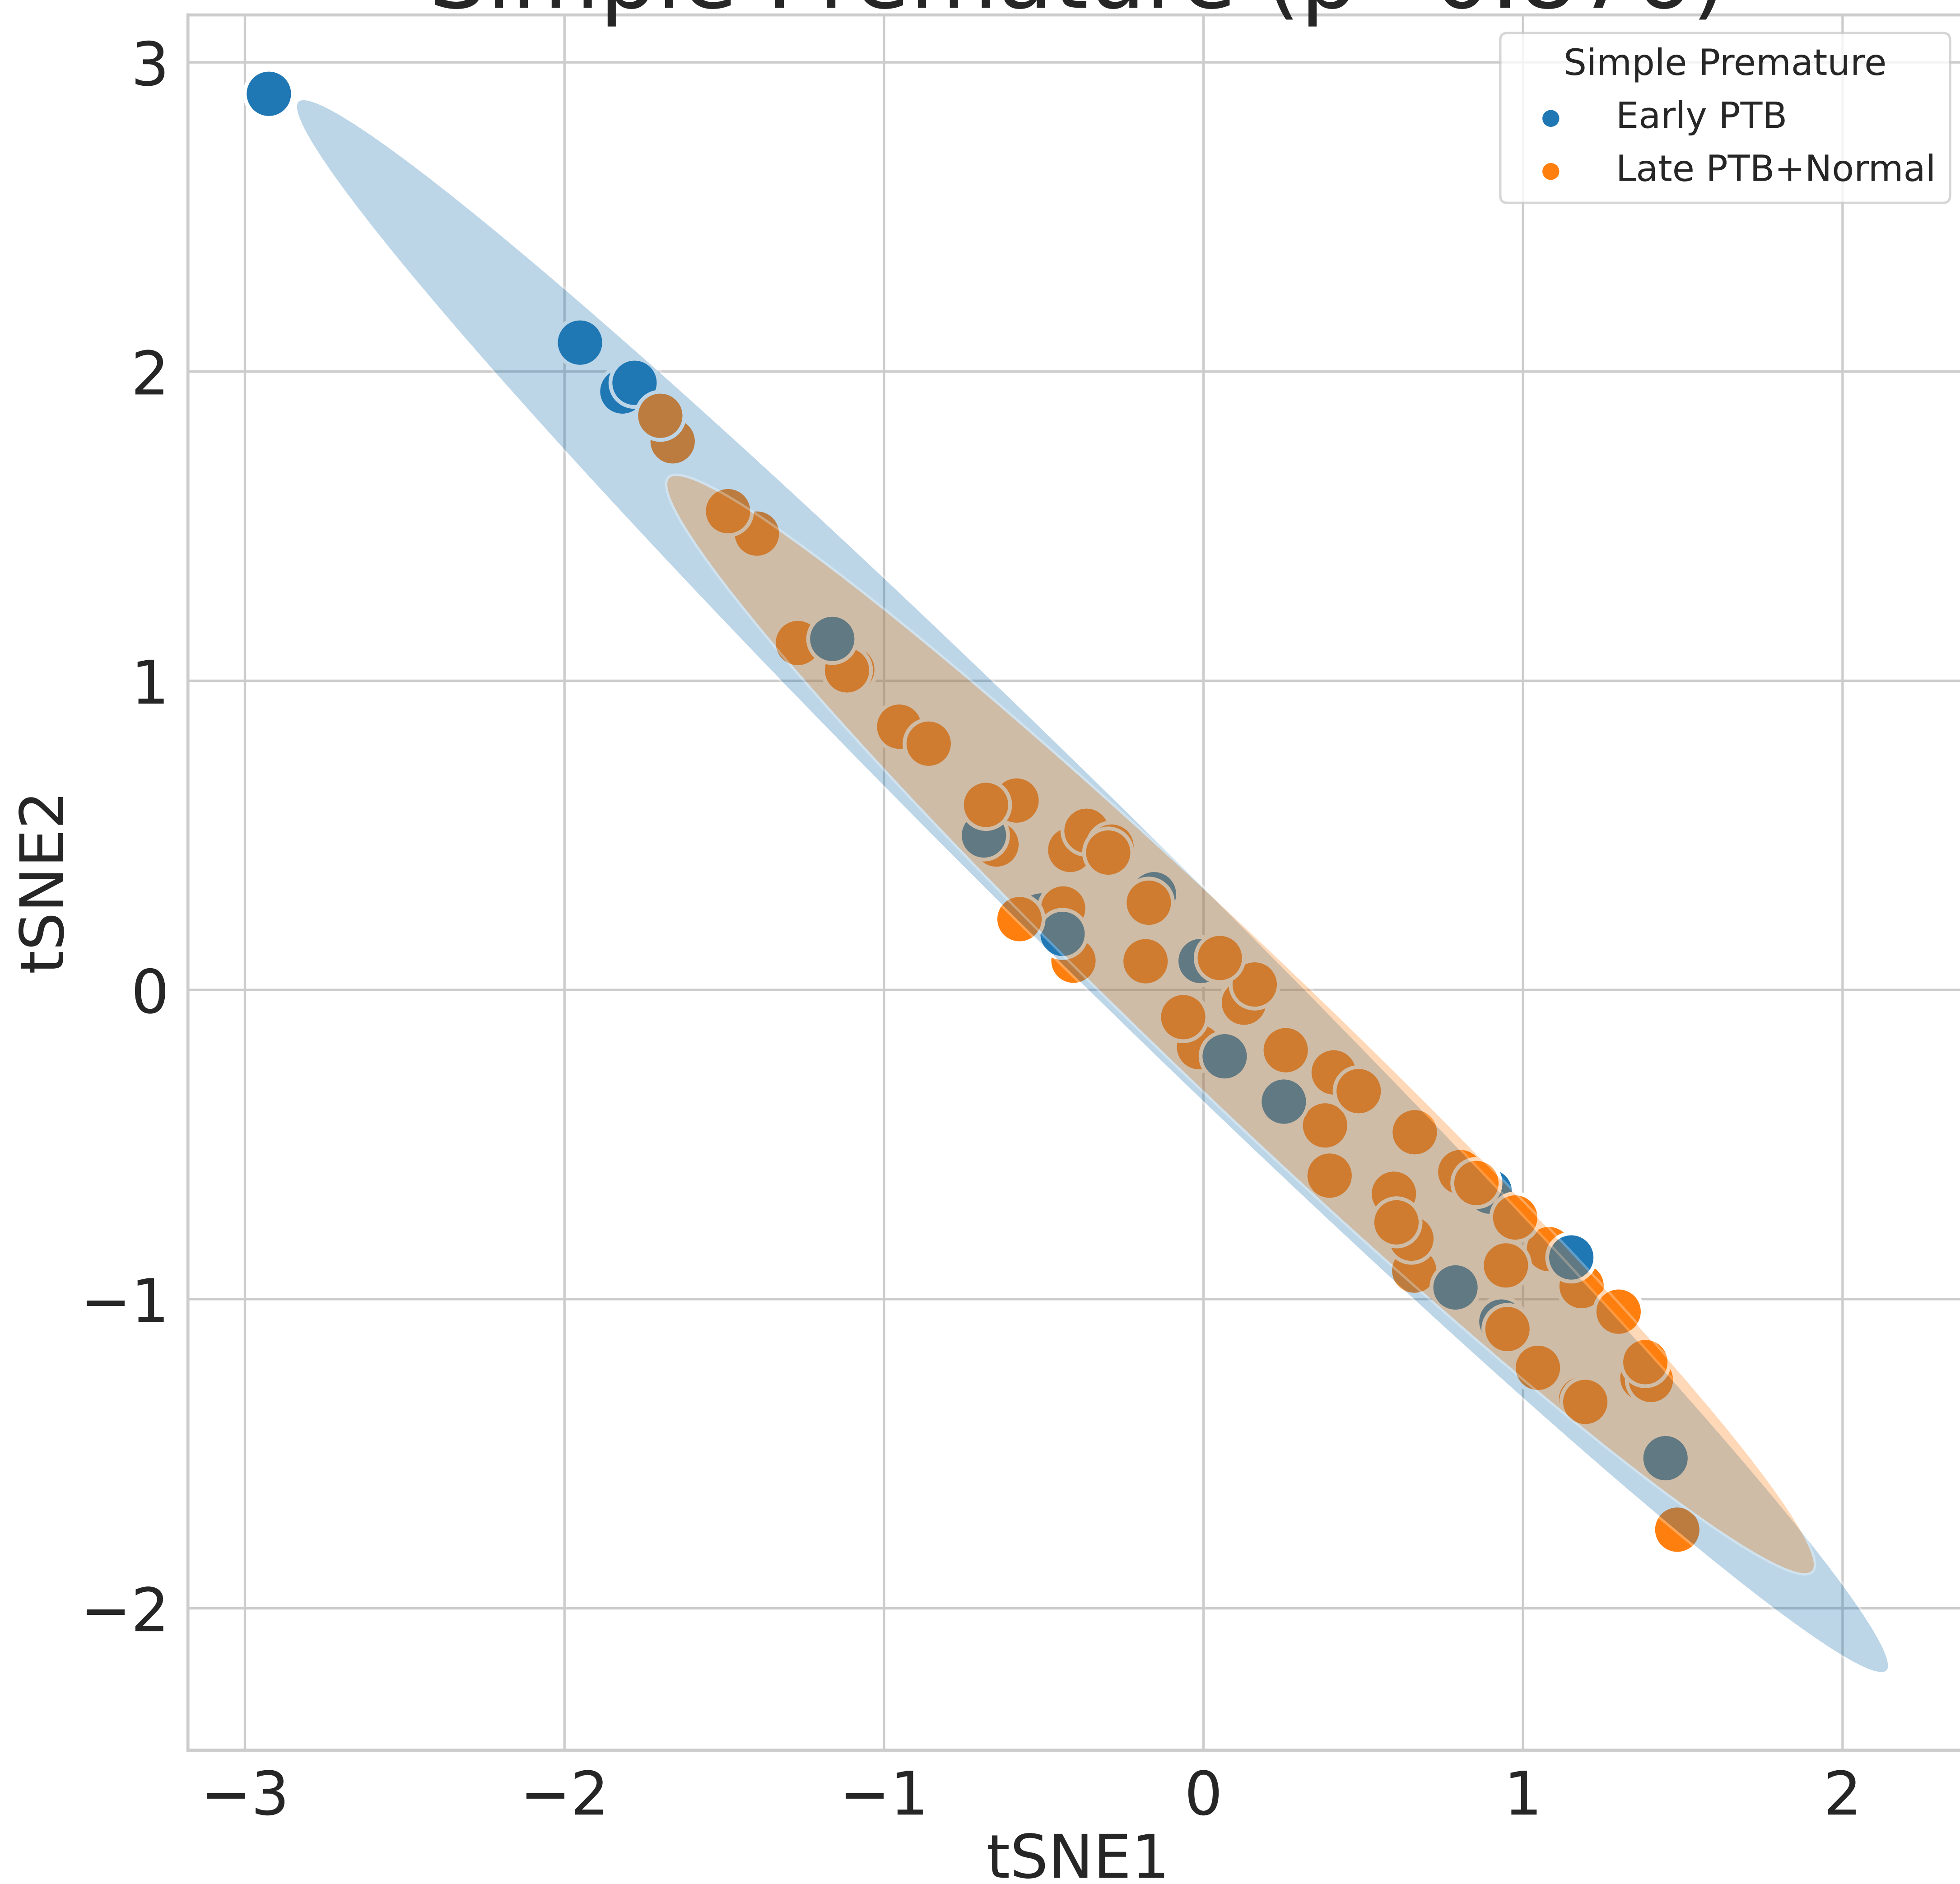 Simple Premature
Early PTB
Late PTB+Normal
3
2
1
0
−1
−2
tSNE2
−3
−2
−1
0
1
2
tSNE1